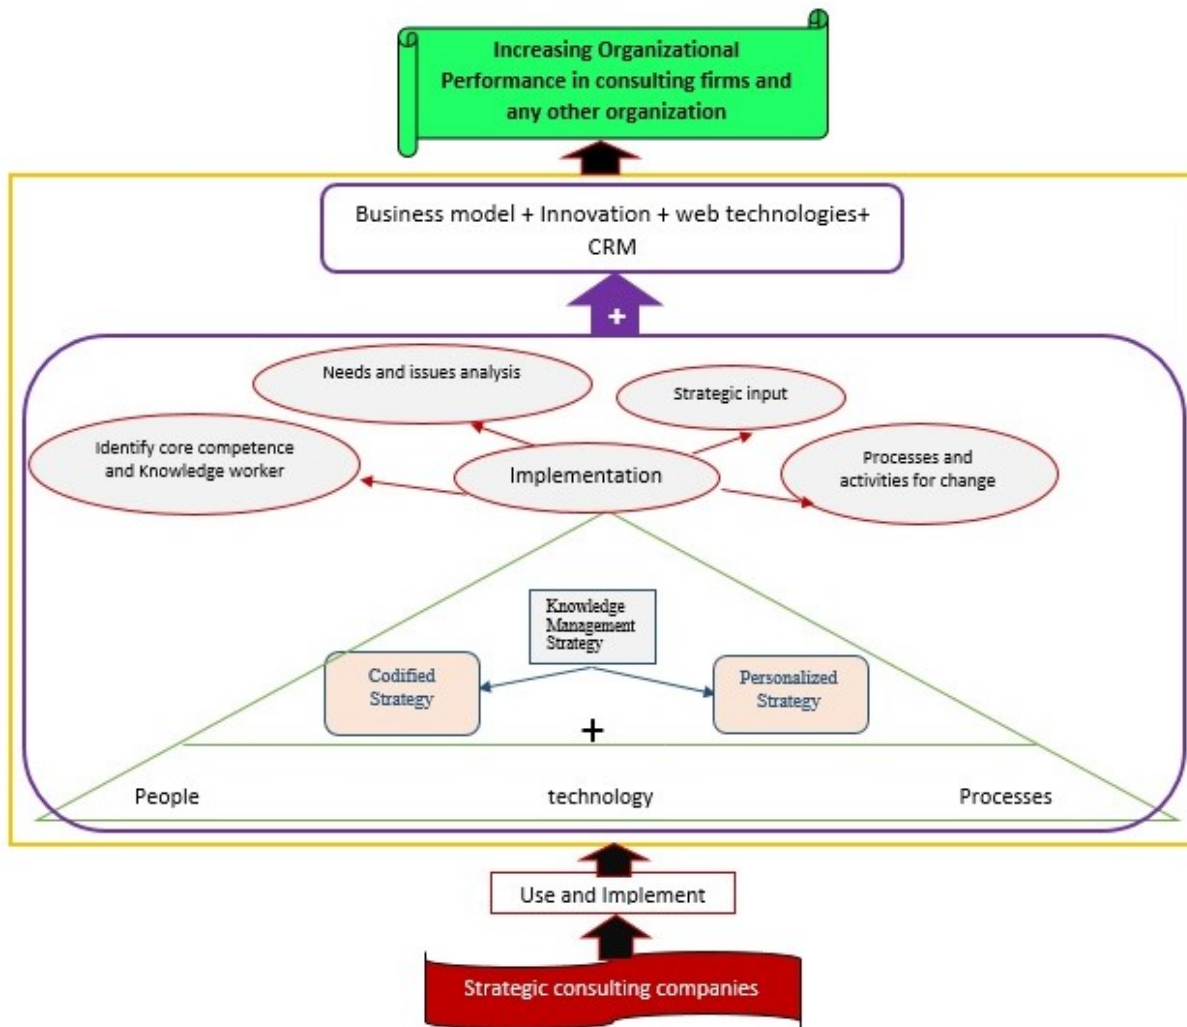 Increasing Organizational
Performance in consulting firms and
any other organization
Business model + Innovation + web technologies+
CRM
+
Needs and issues analysis
Strategic input
Identify core competence
and Knowledge worker
Implementation
Processes and
activities for change
Knowledge
Management
Strategy
Codified
Strategy
Personalized
Strategy
+
People
technology
Processes
Use and Implement
Strategic consulting companies